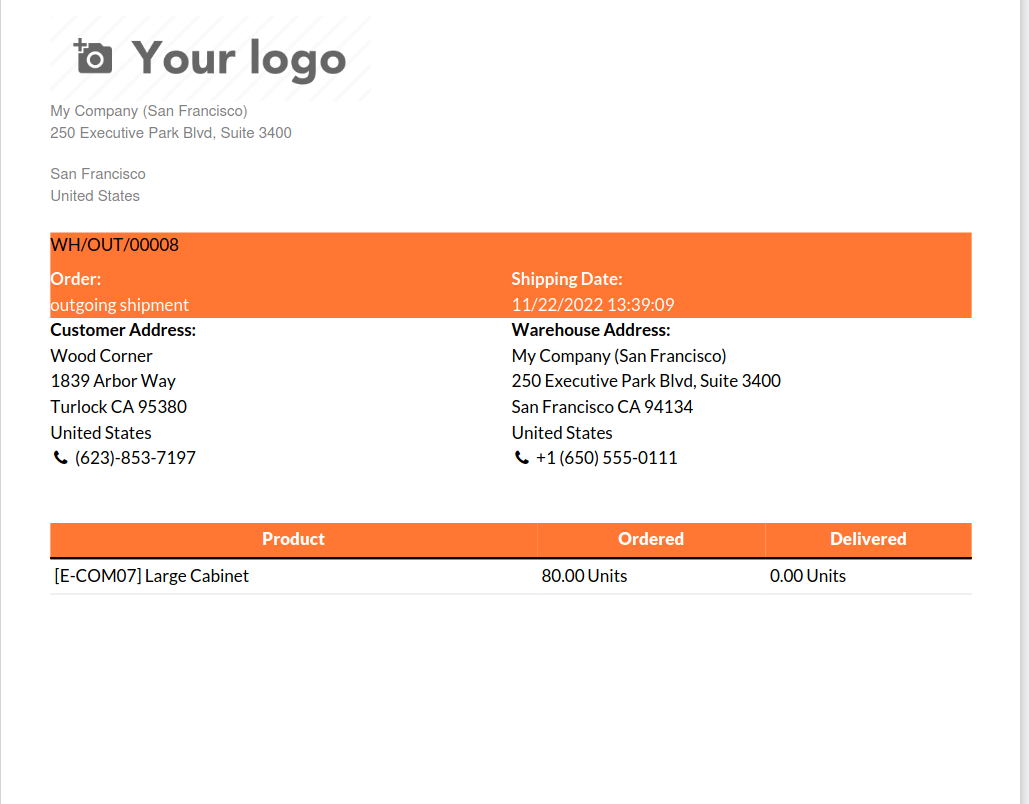 Your logo
My Company (San Francisco)
250 Executive Park Blvd, Suite 3400
San Francisco
United States
WH/OUT/00008
Order: Shipping Date:
outgoing shipment 11/22/2022 13:39:09
Customer Address: Warehouse Address:
Wood Corner My Company (San Francisco)
1839 Arbor Way 250 Executive Park Blvd, Suite 3400
Turlock CA 95380 San Francisco CA 94134
United States United States
(623)-853-7197 +1 (650) 555-0111
Product Ordered Delivered
[E-COM07] Large Cabinet 80.00 Units 0.00 Units